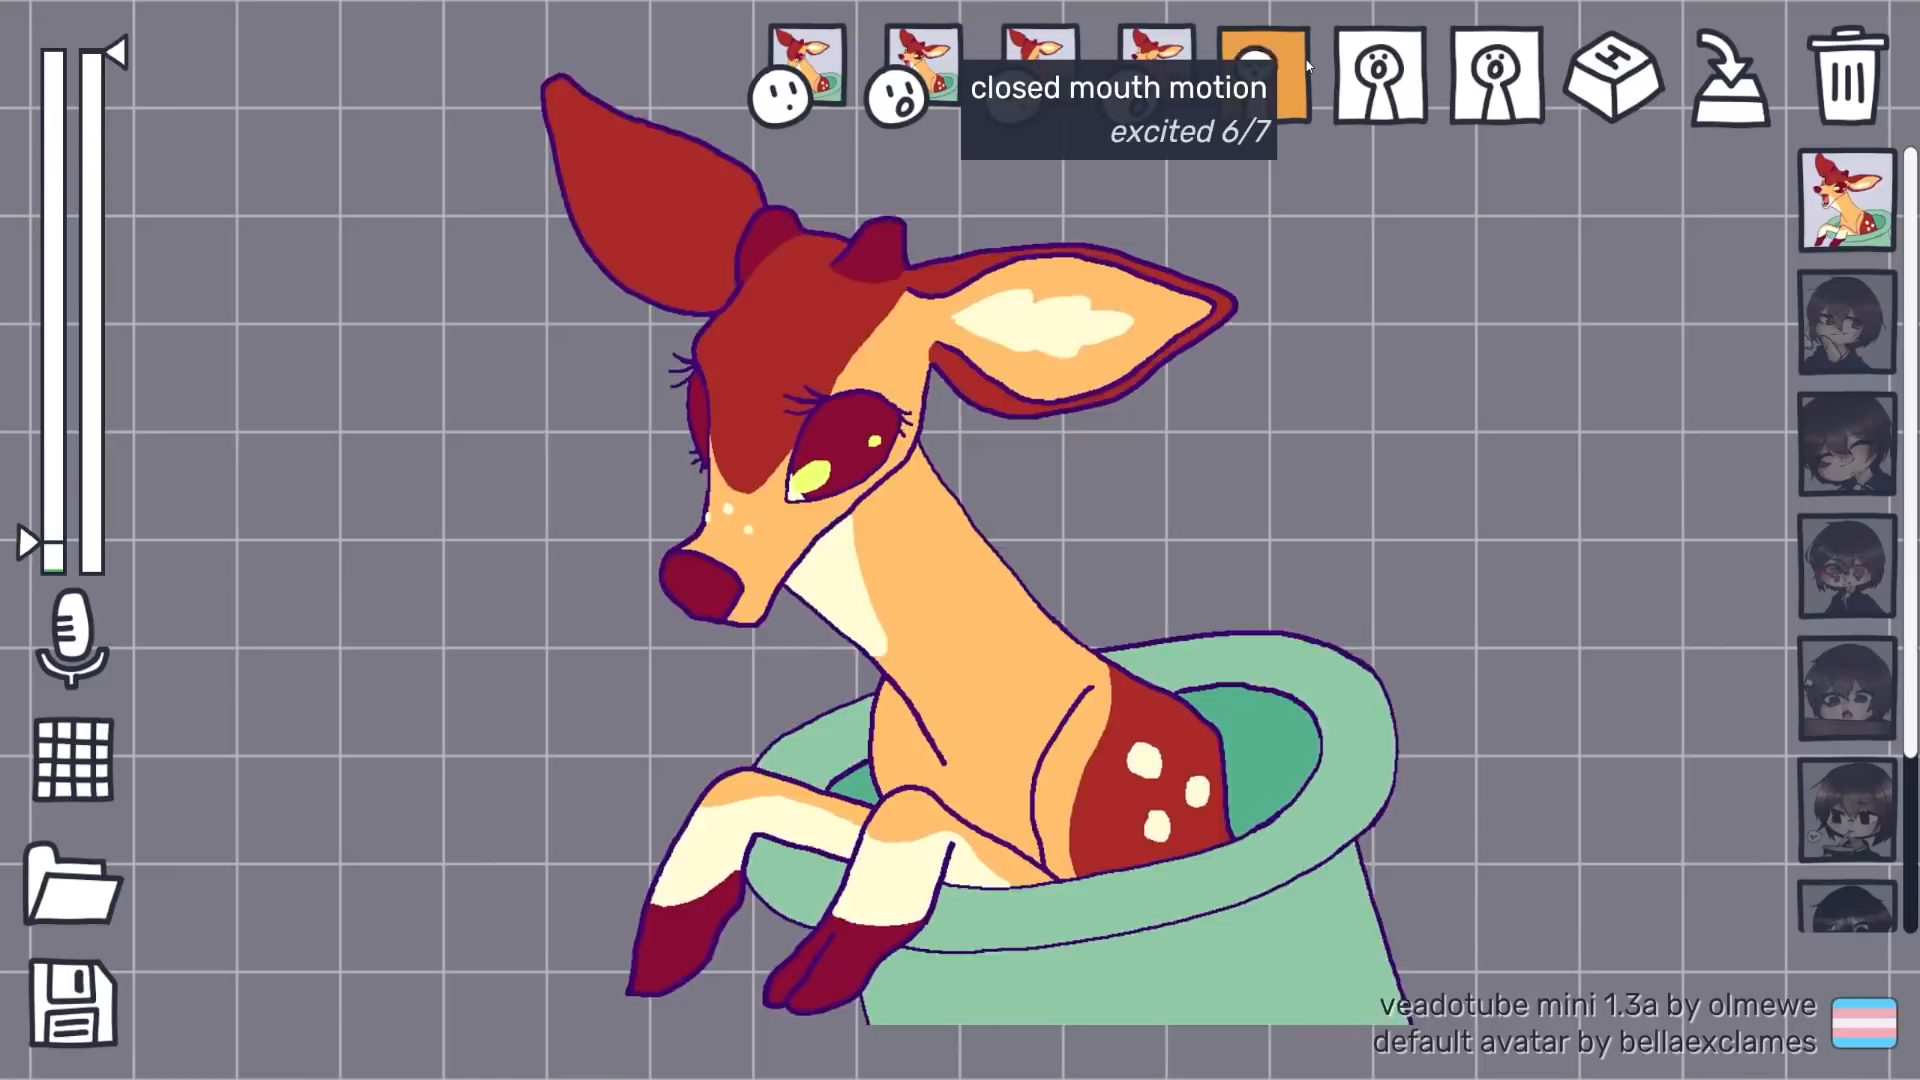 closed mouth motion
excited 6/7
H
veadotube mini 1.3a by olmewe
default avatar by bellaexclames